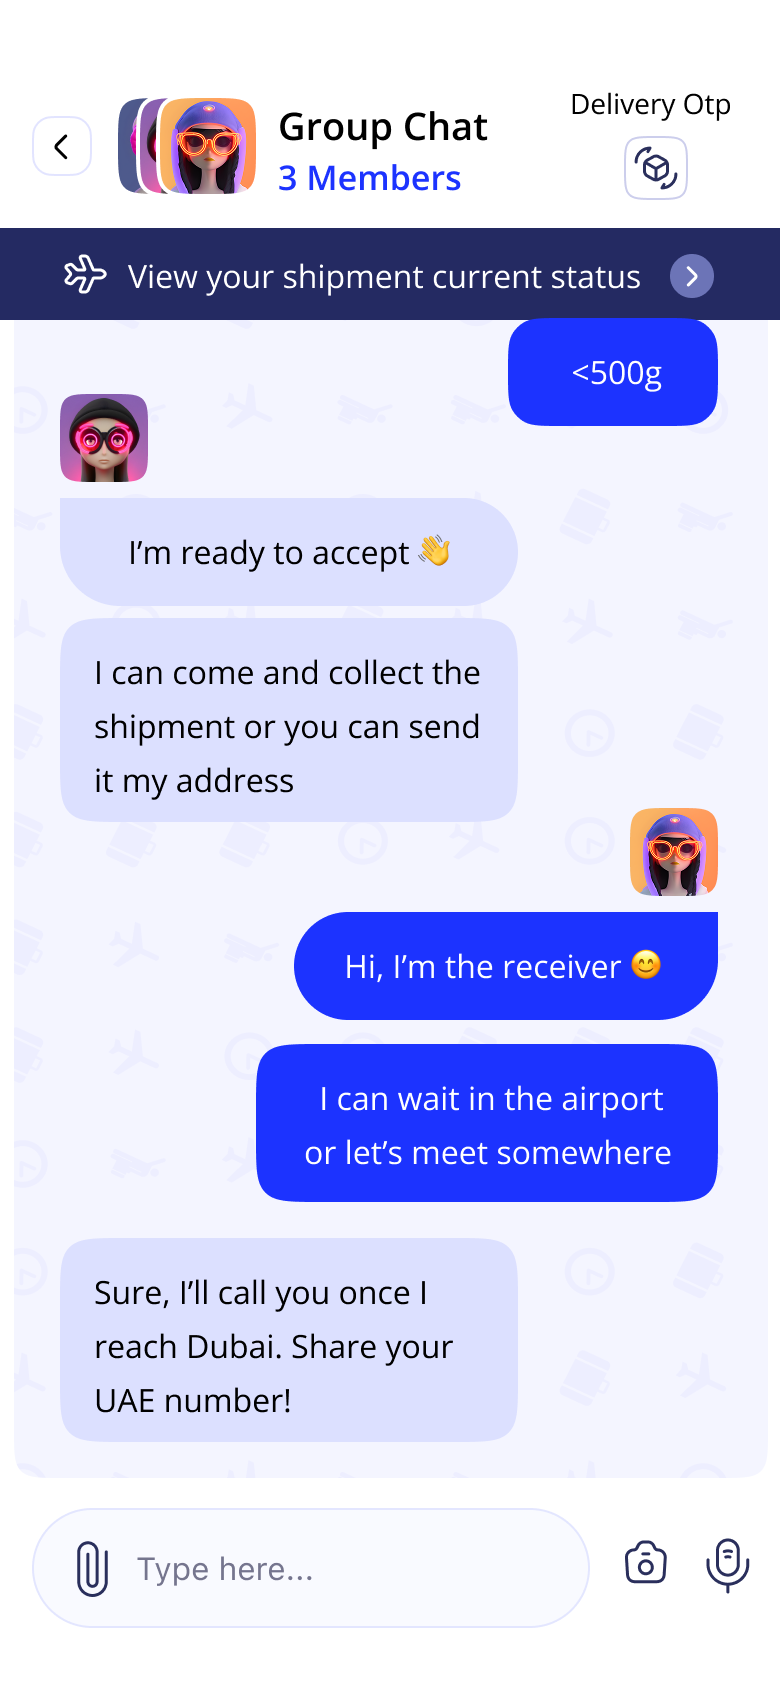 Delivery Otp
Group Chat
3 Members
View your shipment current status
<500g
I’m ready to accept 👋
I can come and collect the
shipment or you can send
it my address
Hi, I’m the receiver 😊
I can wait in the airport
or let’s meet somewhere
Sure, I’ll call you once I
reach Dubai. Share your
UAE number!
Type here...